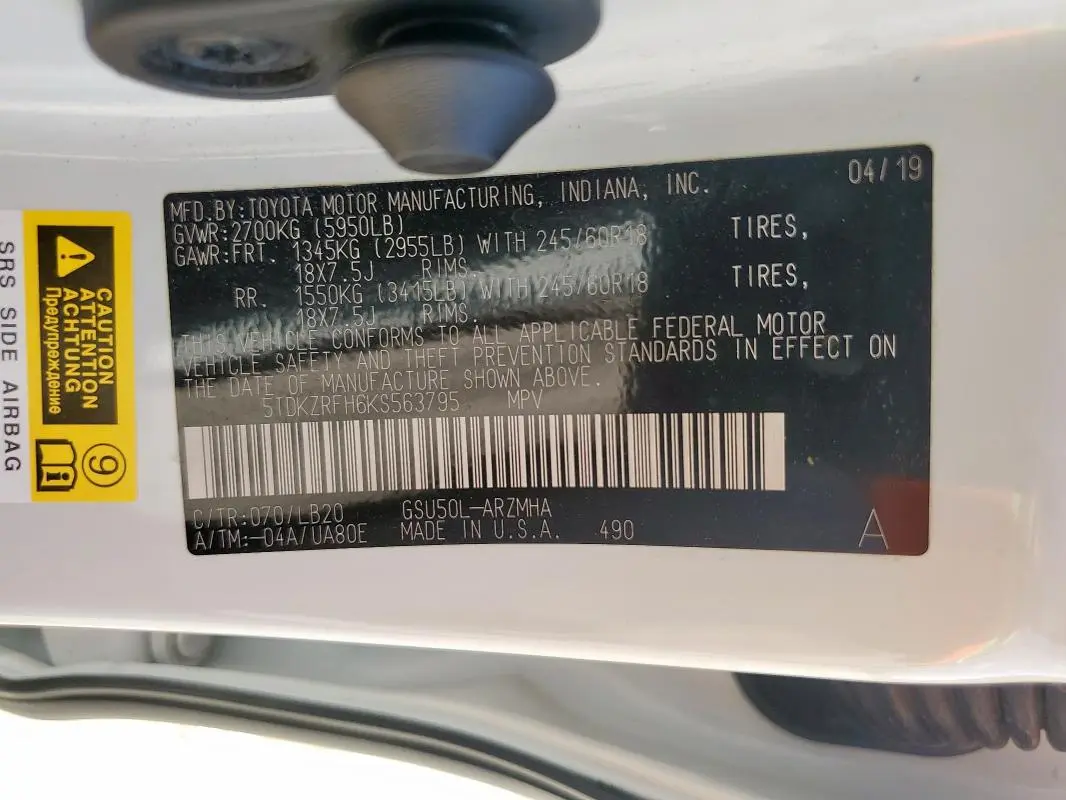 04/19
MFD.BY:TOYOTA MOTOR MANUFACTURING, INDIANA, INC.
GVWR:2700KG (5950LB)
GAWR:FRT. 1345KG (2955LB) WITH 245/60R18 TIRES,
18X7.5J RIMS.
RR. 1550KG (3415LB) WITH 245/60R18 TIRES,
18X7.5J RIMS.
THIS VEHICLE CONFORMS TO ALL APPLICABLE FEDERAL MOTOR
VEHICLE SAFETY AND THEFT PREVENTION STANDARDS IN EFFECT ON
THE DATE OF MANUFACTURE SHOWN ABOVE.
5TDKZRFH6KS563795 MPV
C/TR:070/LB20 GSU50L-ARZMHA
A/TM:-04A/UA80E MADE IN U.S.A. 490
A
CAUTION
ATTENTION
ACHTUNG
Предупреждение
9
SRS SIDE AIRBAG